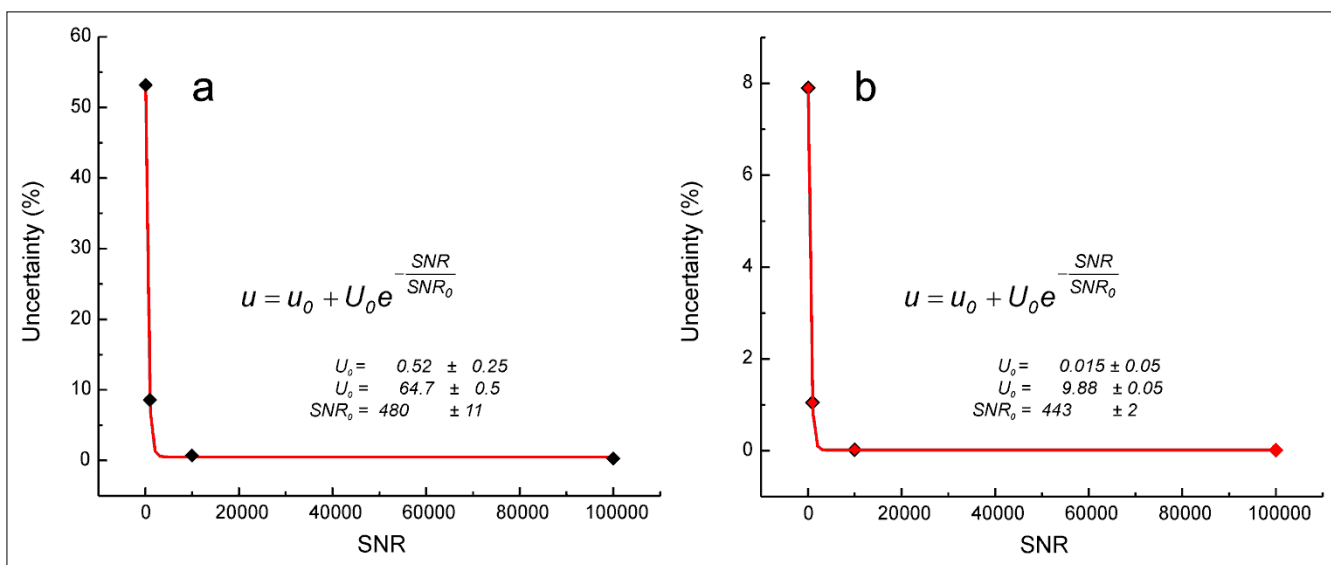 a
60
50
40
30
20
10
0
Uncertainty (%)
u = u₀ + U₀e^{-SNR/SNR₀}
U₀ = 0.52 ± 0.25
U₀ = 64.7 ± 0.5
SNR₀ = 480 ± 11
0 20000 40000 60000 80000 100000
SNR
b
8
6
4
2
0
Uncertainty (%)
u = u₀ + U₀e^{-SNR/SNR₀}
U₀ = 0.015 ± 0.05
U₀ = 9.88 ± 0.05
SNR₀ = 443 ± 2
0 20000 40000 60000 80000 100000
SNR